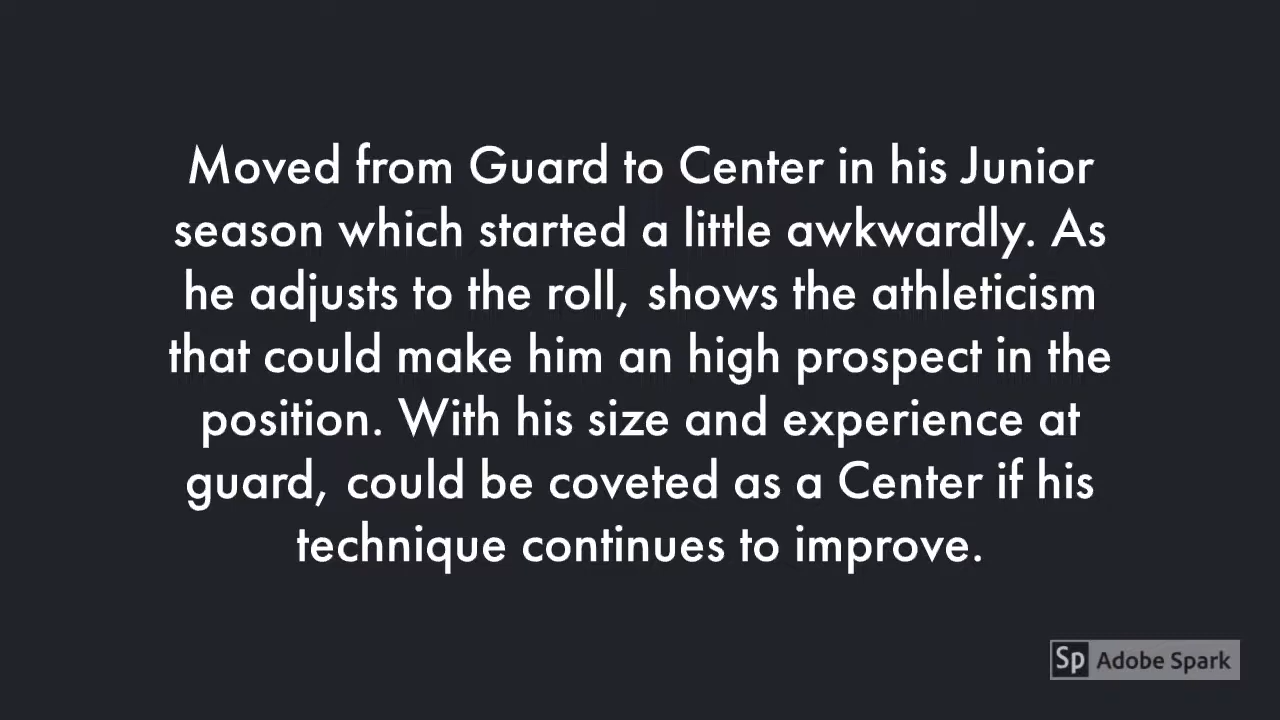 Moved from Guard to Center in his Junior
season which started a little awkwardly. As
he adjusts to the roll, shows the athleticism
that could make him an high prospect in the
position. With his size and experience at
guard, could be coveted as a Center if his
technique continues to improve.
Sp Adobe Spark